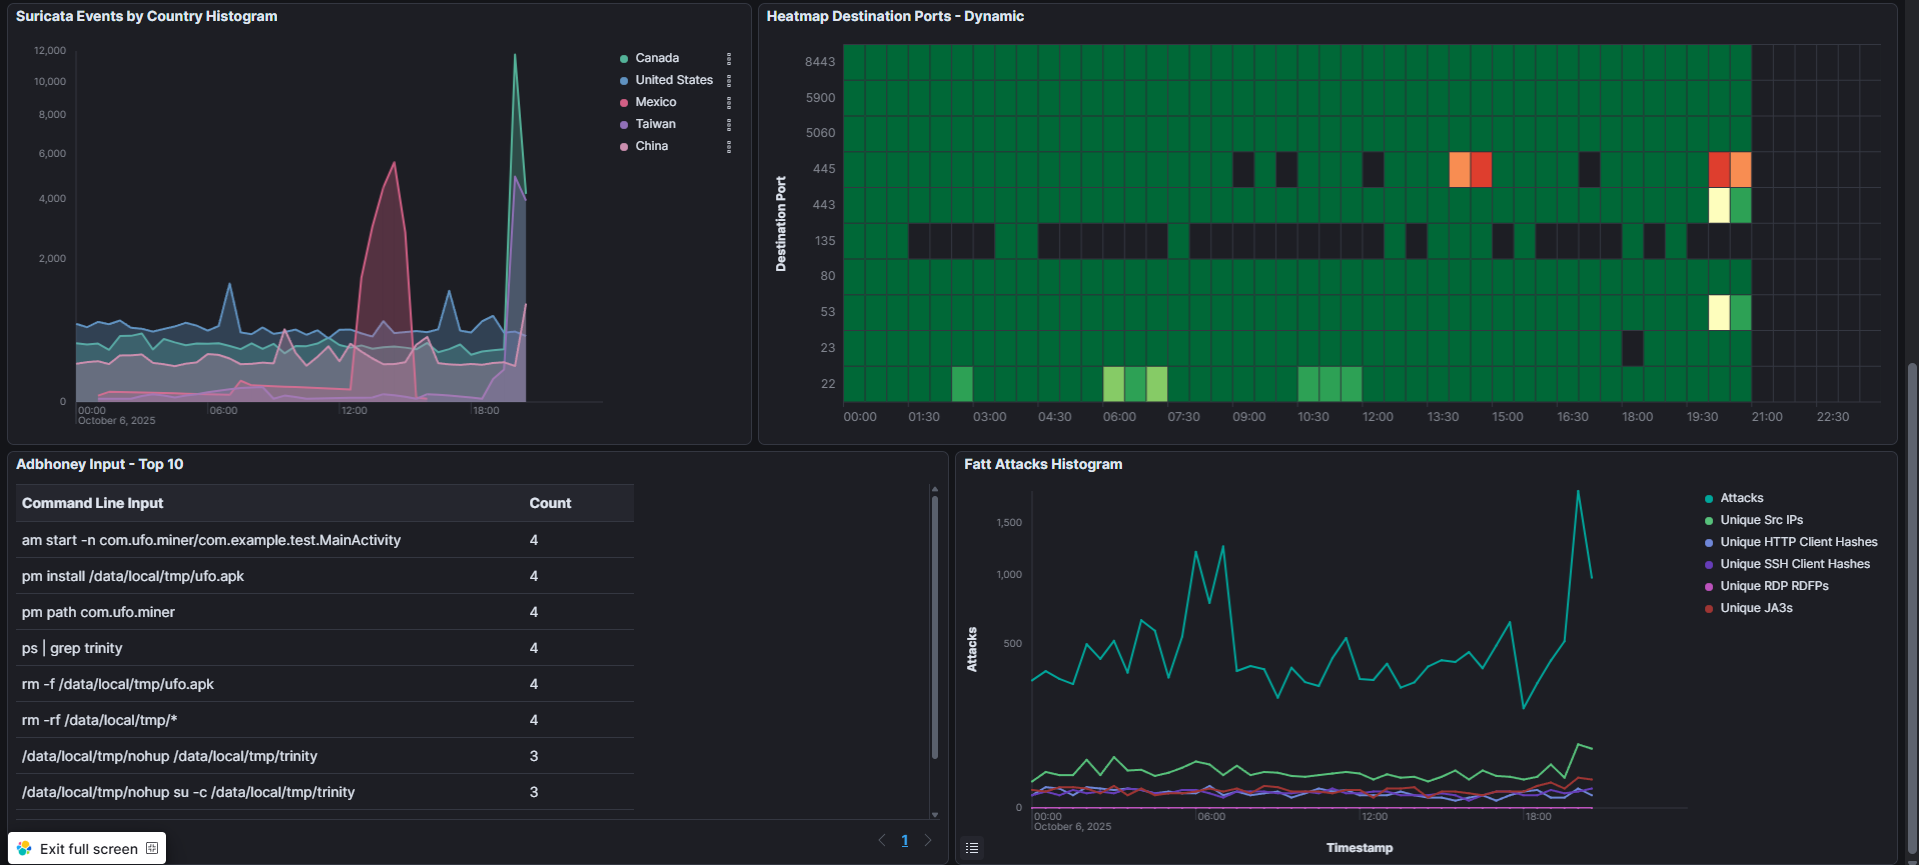 Suricata Events by Country Histogram
12,000
10,000
8,000
6,000
4,000
2,000
0
00:00
06:00
12:00
18:00
October 6, 2025
Canada
United States
Mexico
Taiwan
China
Heatmap Destination Ports - Dynamic
Destination Port
8443
5900
5060
445
443
135
80
53
23
22
00:00
01:30
03:00
04:30
06:00
07:30
09:00
10:30
12:00
13:30
15:00
16:30
18:00
19:30
21:00
22:30
Adbhoney Input - Top 10
Command Line Input Count
am start -n com.ufo.miner/com.example.test.MainActivity 4
pm install /data/local/tmp/ufo.apk 4
pm path com.ufo.miner 4
ps | grep trinity 4
rm -f /data/local/tmp/ufo.apk 4
rm -rf /data/local/tmp/* 4
/data/local/tmp/nohup /data/local/tmp/trinity 3
/data/local/tmp/nohup su -c /data/local/tmp/trinity 3
1
Exit full screen
Fatt Attacks Histogram
Attacks
1,500
1,000
500
0
00:00
06:00
12:00
18:00
October 6, 2025
Timestamp
Attacks
Unique Src IPs
Unique HTTP Client Hashes
Unique SSH Client Hashes
Unique RDP RDFPs
Unique JA3s